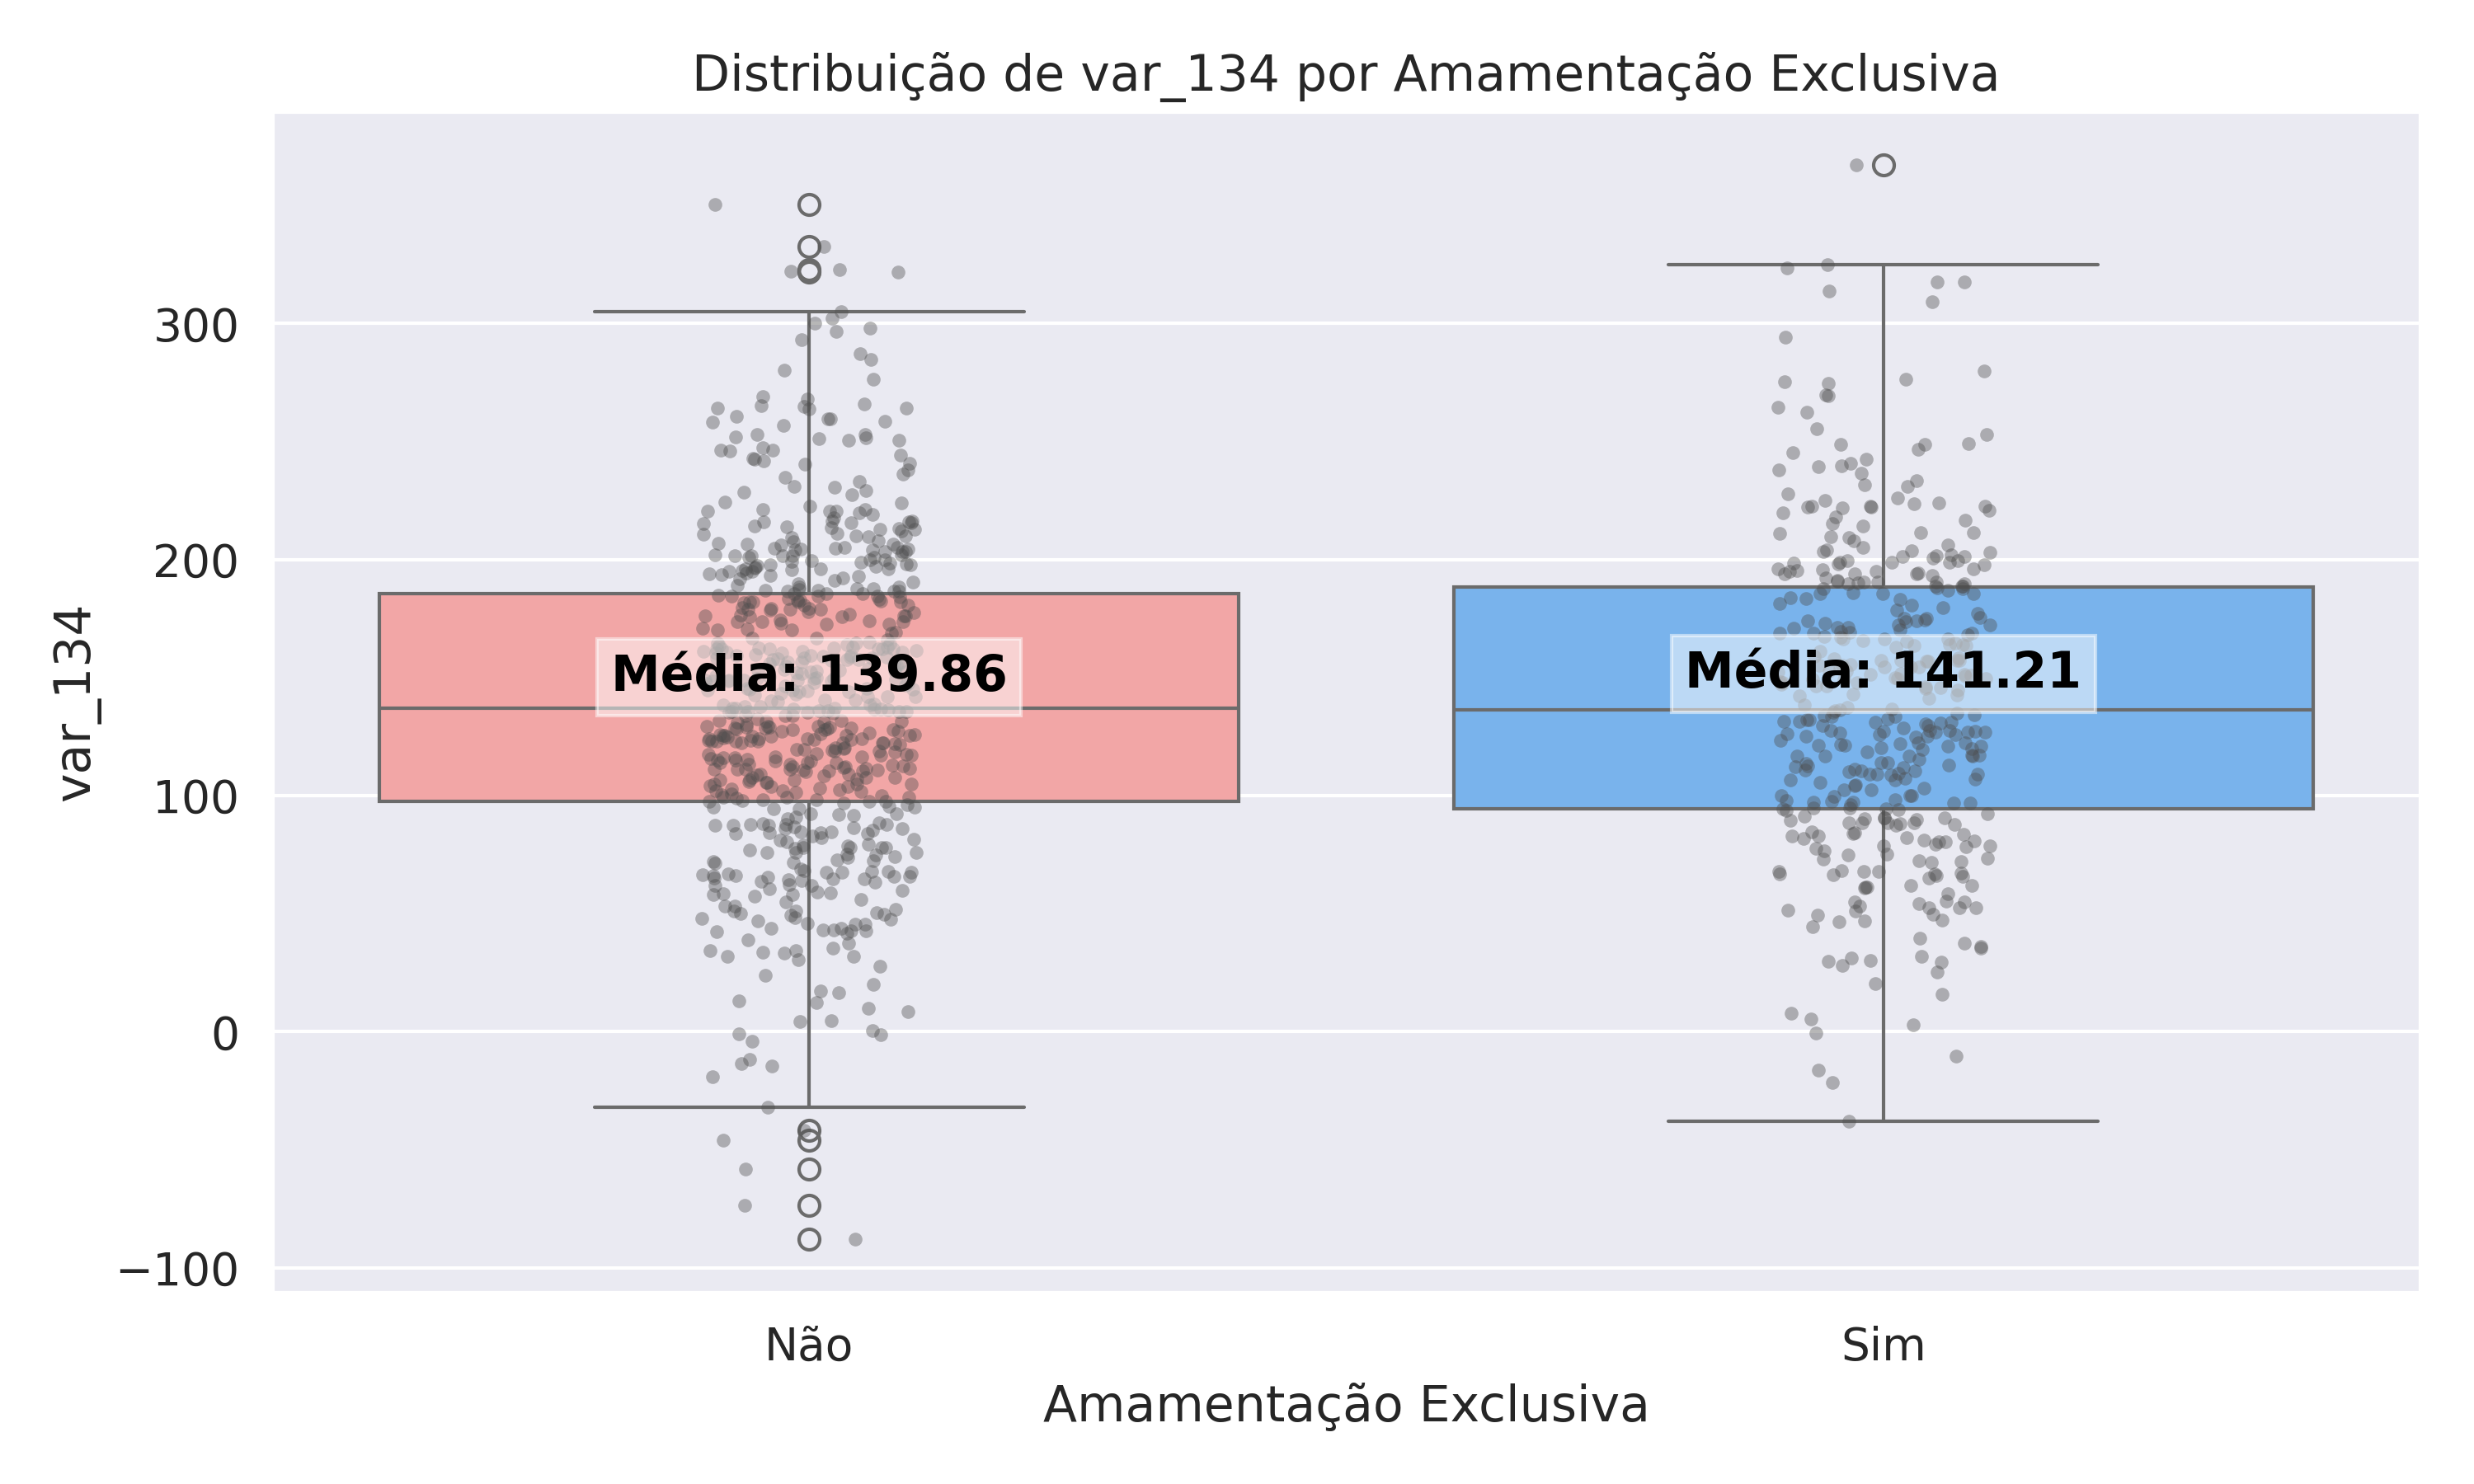 Distribuição de var_134 por Amamentação Exclusiva
var_134
300
200
100
0
−100
Média: 139.86
Média: 141.21
Não
Sim
Amamentação Exclusiva